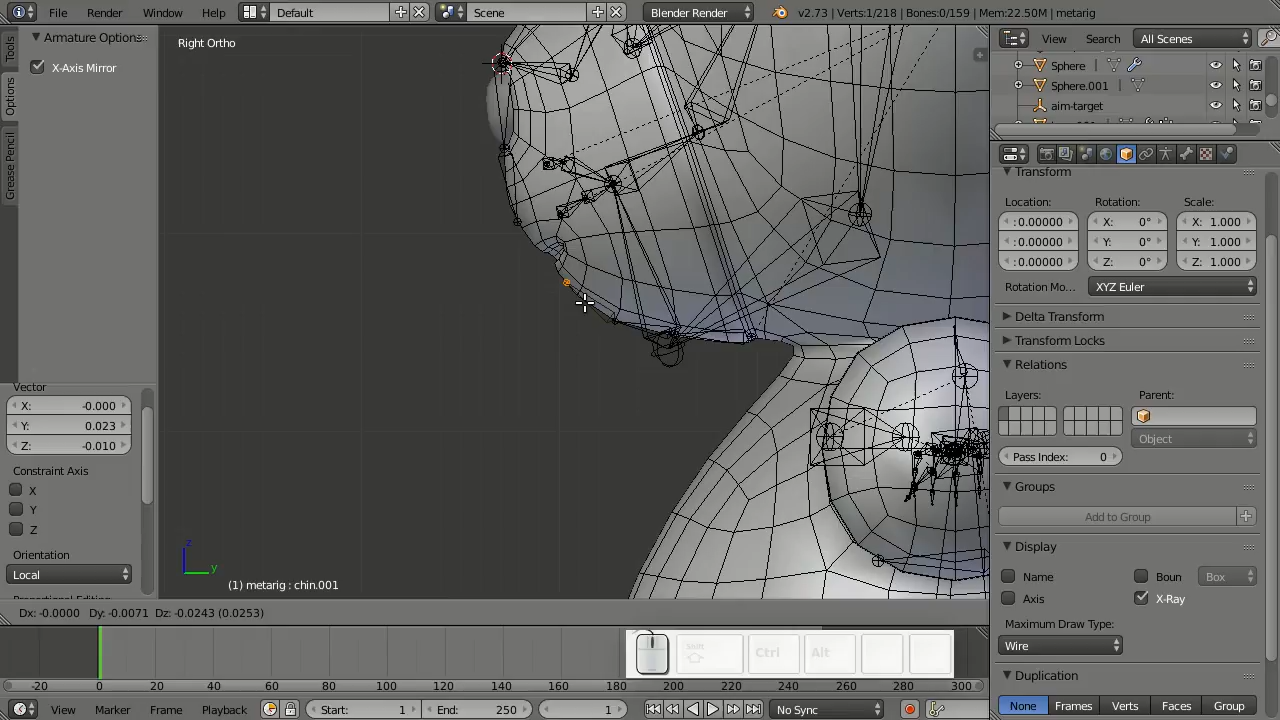 File Render Window Help Default Scene Blender Render v2.73 | Verts:1/218 | Bones:0/159 | Mem:22.50M | metarig
Armature Options
X-Axis Mirror
Tools
Options
Grease Pencil
Right Ortho
View Search All Scenes
Sphere
Sphere.001
aim-target
Transform
Location: Rotation: Scale:
: 0.00000 X: 0° X: 1.000
: 0.00000 Y: 0° Y: 1.000
: 0.00000 Z: 0° Z: 1.000
Rotation Mo... XYZ Euler
Delta Transform
Transform Locks
Relations
Layers: Parent:
Object
Pass Index: 0
Groups
Add to Group
Display
Name Boun Box
Axis X-Ray
Maximum Draw Type:
Wire
Duplication
None Frames Verts Faces Group
Vector
X: -0.000
Y: 0.023
Z: -0.010
Constraint Axis
X
Y
Z
Orientation
Local
z
y
(1) metarig : chin.001
Dx: -0.0000 Dy: -0.0071 Dz: -0.0243 (0.0253)
Shift Ctrl Alt
-20 0 20 40 60 80 100 120 140 160 180 200 220 240 260 280 300
View Marker Frame Playback Start: 1 End: 250 1 No Sync